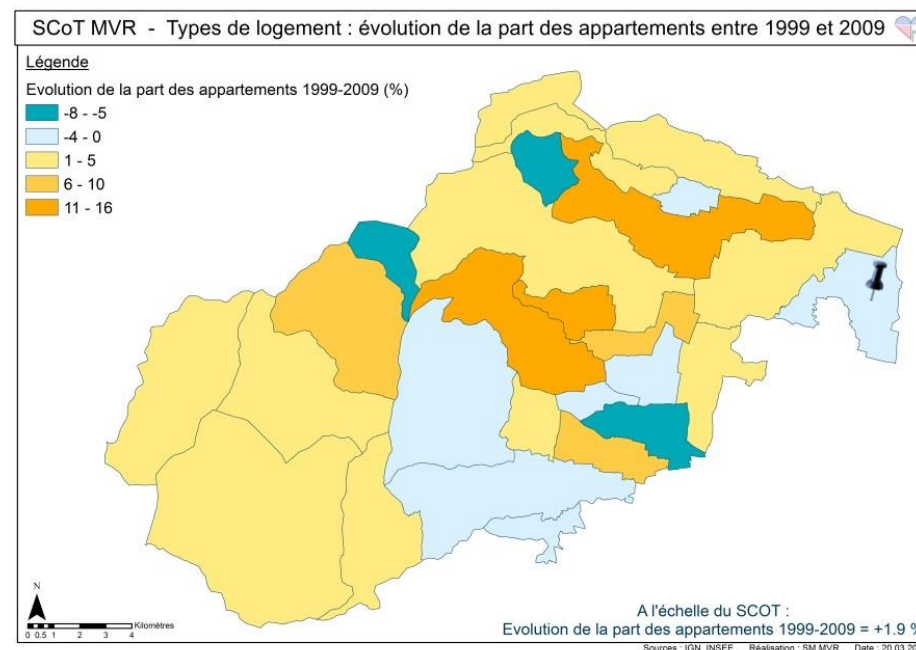 SCoT MVR - Types de logement : évolution de la part des appartements entre 1999 et 2009
Légende
Evolution de la part des appartements 1999-2009 (%)
-8 - -5
-4 - 0
1 - 5
6 - 10
11 - 16
N
0 0.5 1 2 3 4 Kilomètres
A l'échelle du SCOT :
Evolution de la part des appartements 1999-2009 = +1.9 %
Sources : IGN, INSEE Réalisation : SM MVR Date : 20.03.20